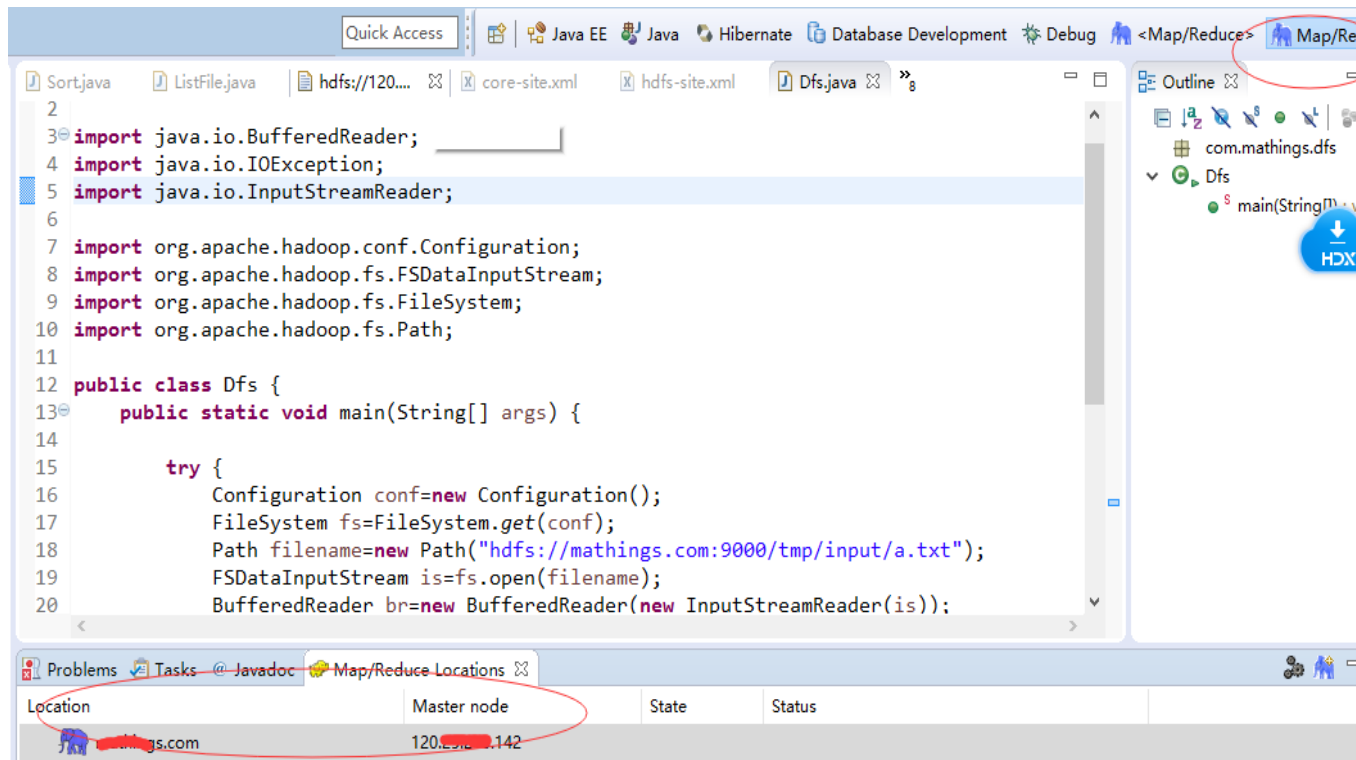 Quick Access Java EE Java Hibernate Database Development Debug <Map/Reduce> Map/Re
Sort.java ListFile.java hdfs://120.... core-site.xml hdfs-site.xml Dfs.java »8 Outline
2
3 import java.io.BufferedReader;
4 import java.io.IOException;
5 import java.io.InputStreamReader;
6
7 import org.apache.hadoop.conf.Configuration;
8 import org.apache.hadoop.fs.FSDataInputStream;
9 import org.apache.hadoop.fs.FileSystem;
10 import org.apache.hadoop.fs.Path;
11
12 public class Dfs {
13 public static void main(String[] args) {
14
15 try {
16 Configuration conf=new Configuration();
17 FileSystem fs=FileSystem.get(conf);
18 Path filename=new Path("hdfs://mathings.com:9000/tmp/input/a.txt");
19 FSDataInputStream is=fs.open(filename);
20 BufferedReader br=new BufferedReader(new InputStreamReader(is));
com.mathings.dfs
Dfs
main(String[]) :
Problems Tasks @ Javadoc Map/Reduce Locations
Location Master node State Status
gs.com 120. .142